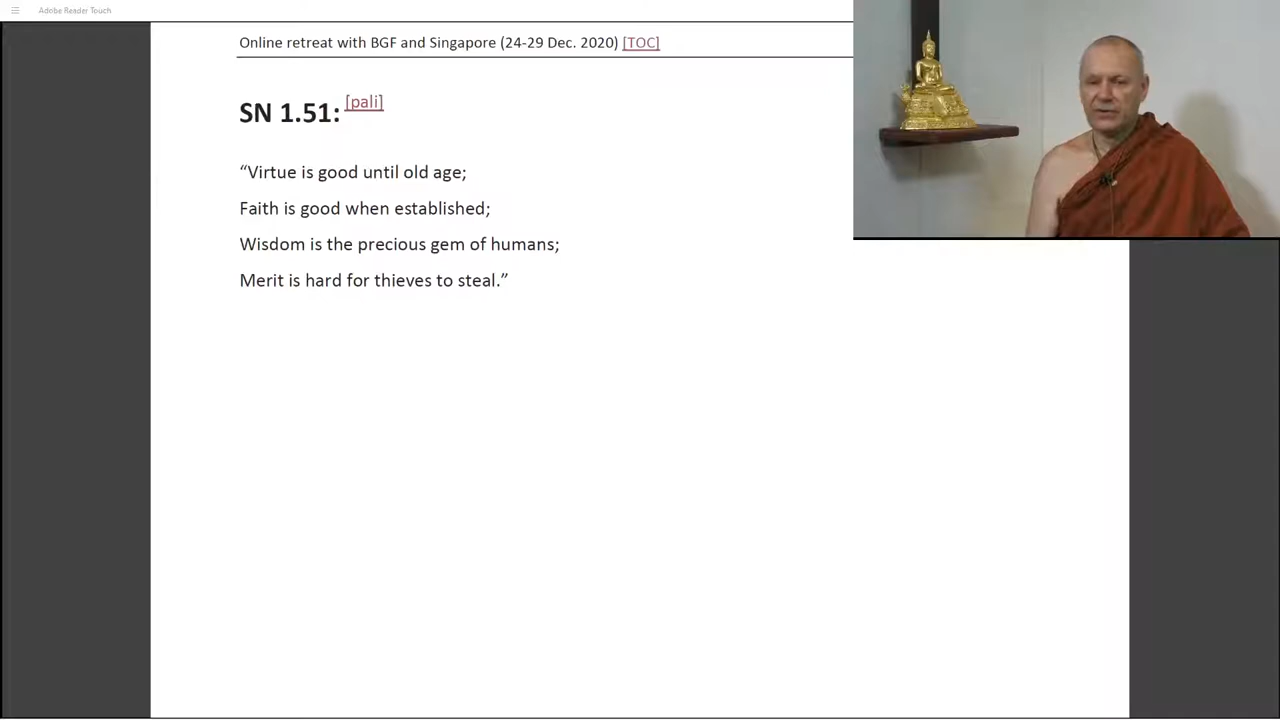 Adobe Reader Touch
Online retreat with BGF and Singapore (24-29 Dec. 2020) [TOC]
SN 1.51: [pali]
“Virtue is good until old age;
Faith is good when established;
Wisdom is the precious gem of humans;
Merit is hard for thieves to steal.”